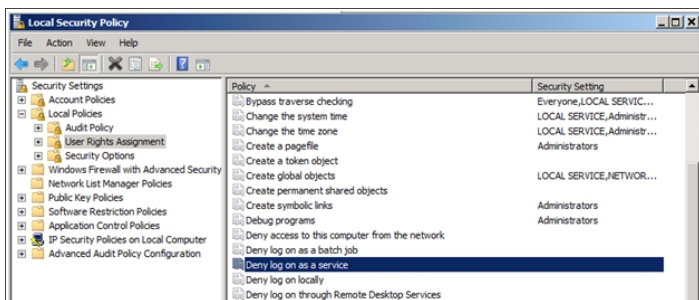 Local Security Policy
File Action View Help
Security Settings
Account Policies
Local Policies
Audit Policy
User Rights Assignment
Security Options
Windows Firewall with Advanced Security
Network List Manager Policies
Public Key Policies
Software Restriction Policies
Application Control Policies
IP Security Policies on Local Computer
Advanced Audit Policy Configuration
Policy Security Setting
Bypass traverse checking Everyone,LOCAL SERVIC...
Change the system time LOCAL SERVICE,Administr...
Change the time zone LOCAL SERVICE,Administr...
Create a pagefile Administrators
Create a token object
Create global objects LOCAL SERVICE,NETWOR...
Create permanent shared objects
Create symbolic links Administrators
Debug programs Administrators
Deny access to this computer from the network
Deny log on as a batch job
Deny log on as a service
Deny log on locally
Deny log on through Remote Desktop Services